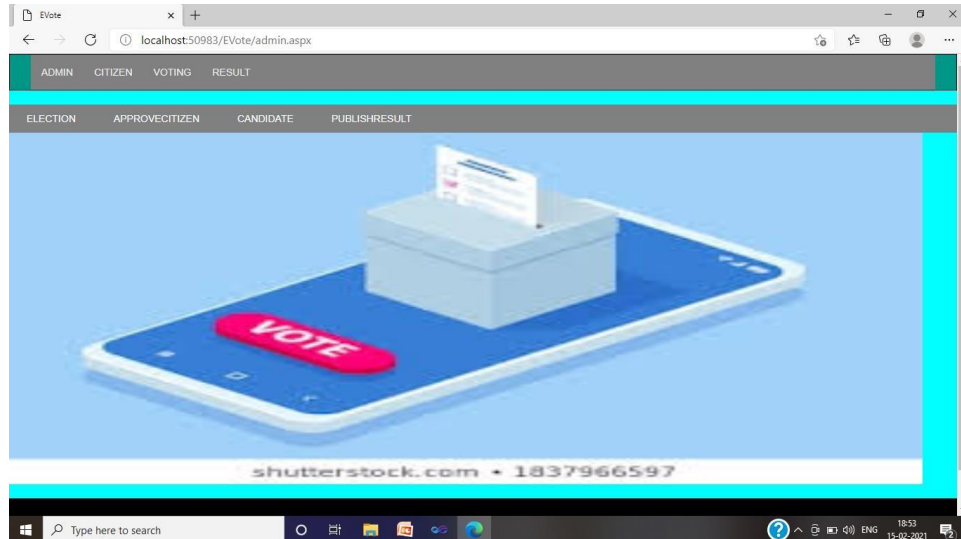 EVote
localhost:50983/EVote/admin.aspx
ADMIN CITIZEN VOTING RESULT
ELECTION APPROVECITIZEN CANDIDATE PUBLISHRESULT
VOTE
shutterstock.com • 1837966597
Type here to search
ENG
18:53
15-02-2021
2